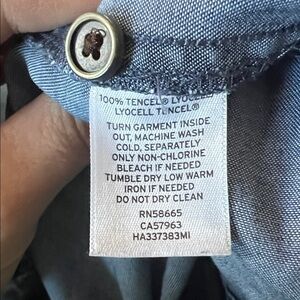 100% TENCEL® LYOCELL
LYOCELL TENCEL®
TURN GARMENT INSIDE
OUT, MACHINE WASH
COLD, SEPARATELY
ONLY NON-CHLORINE
BLEACH IF NEEDED
TUMBLE DRY LOW WARM
IRON IF NEEDED
DO NOT DRY CLEAN
RN58665
CA57963
HA337383MI